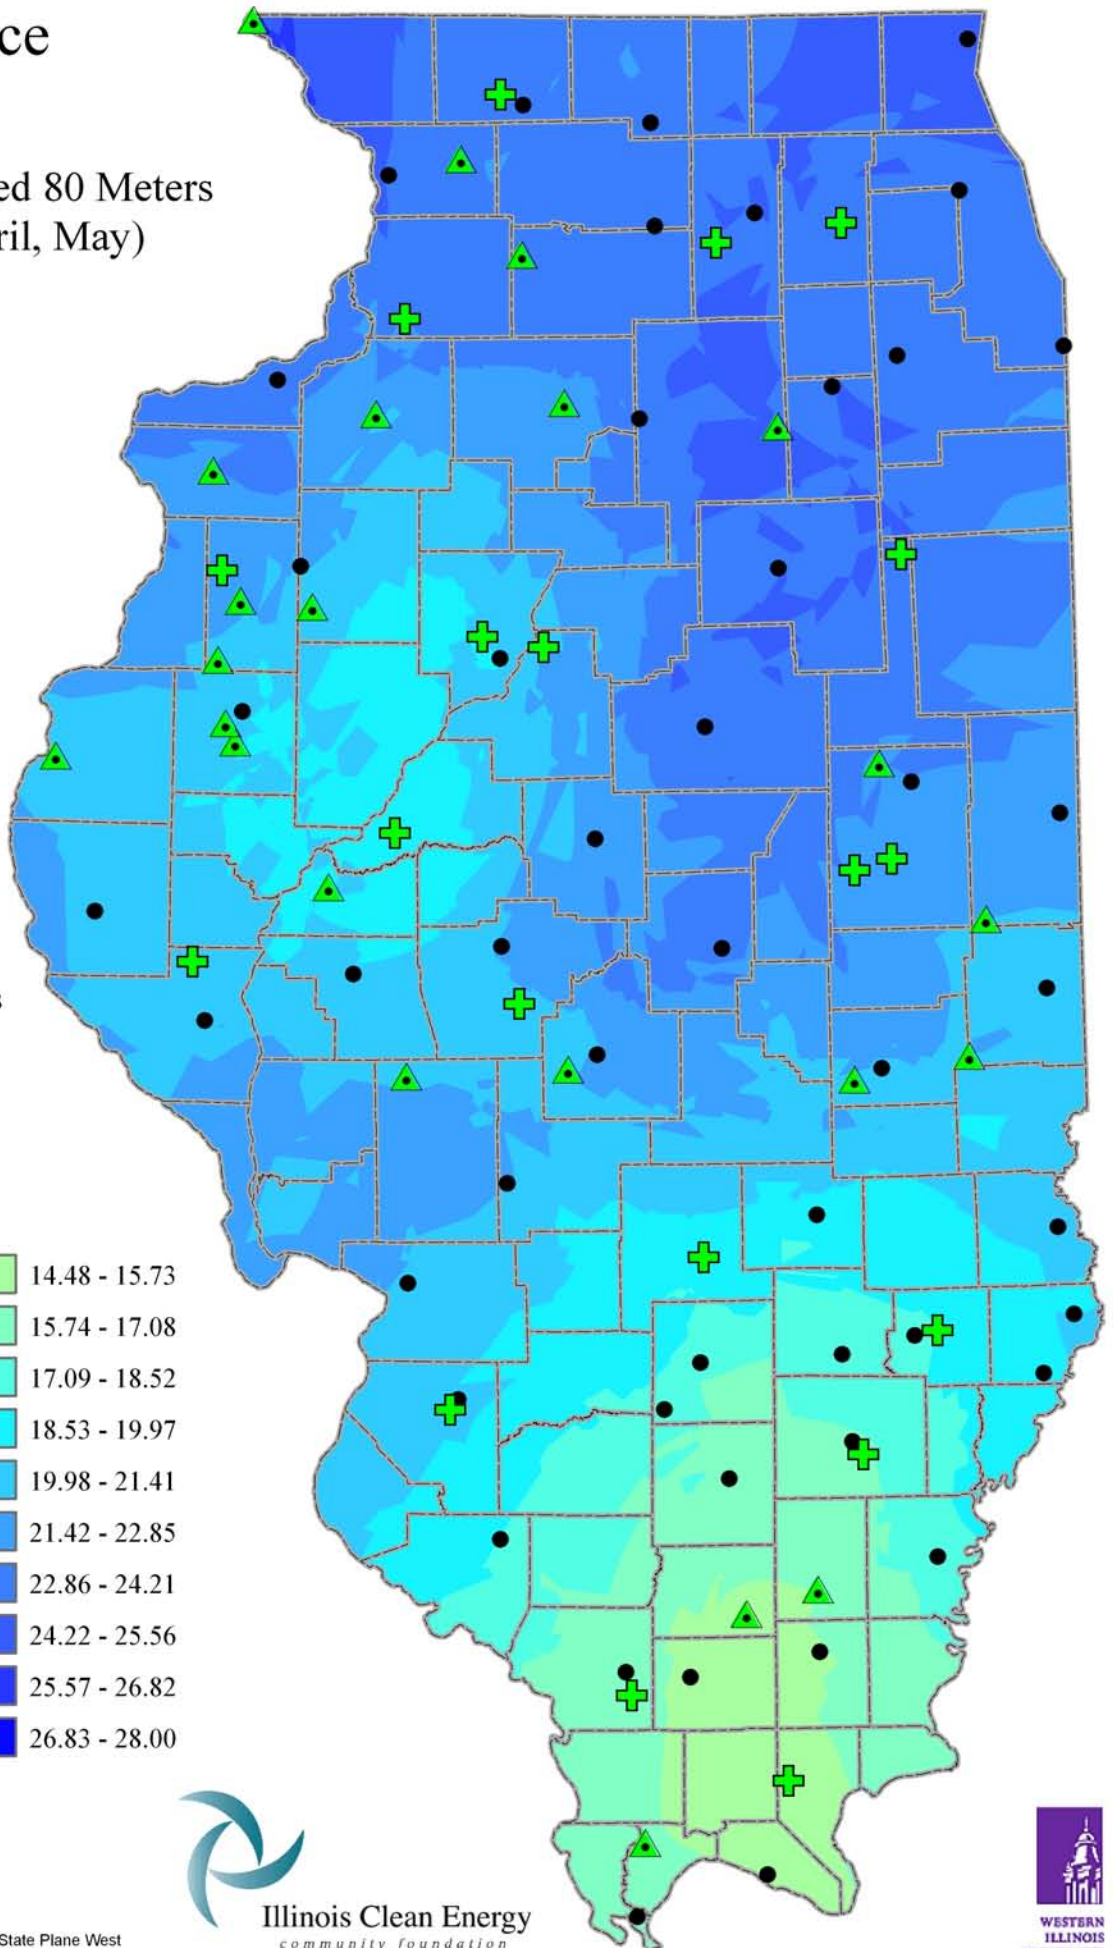 ce
ed 80 Meters
ril, May)
s
14.48 - 15.73
15.74 - 17.08
17.09 - 18.52
18.53 - 19.97
19.98 - 21.41
21.42 - 22.85
22.86 - 24.21
24.22 - 25.56
25.57 - 26.82
26.83 - 28.00
Illinois Clean Energy
community foundation
State Plane West
WESTERN
ILLINOIS